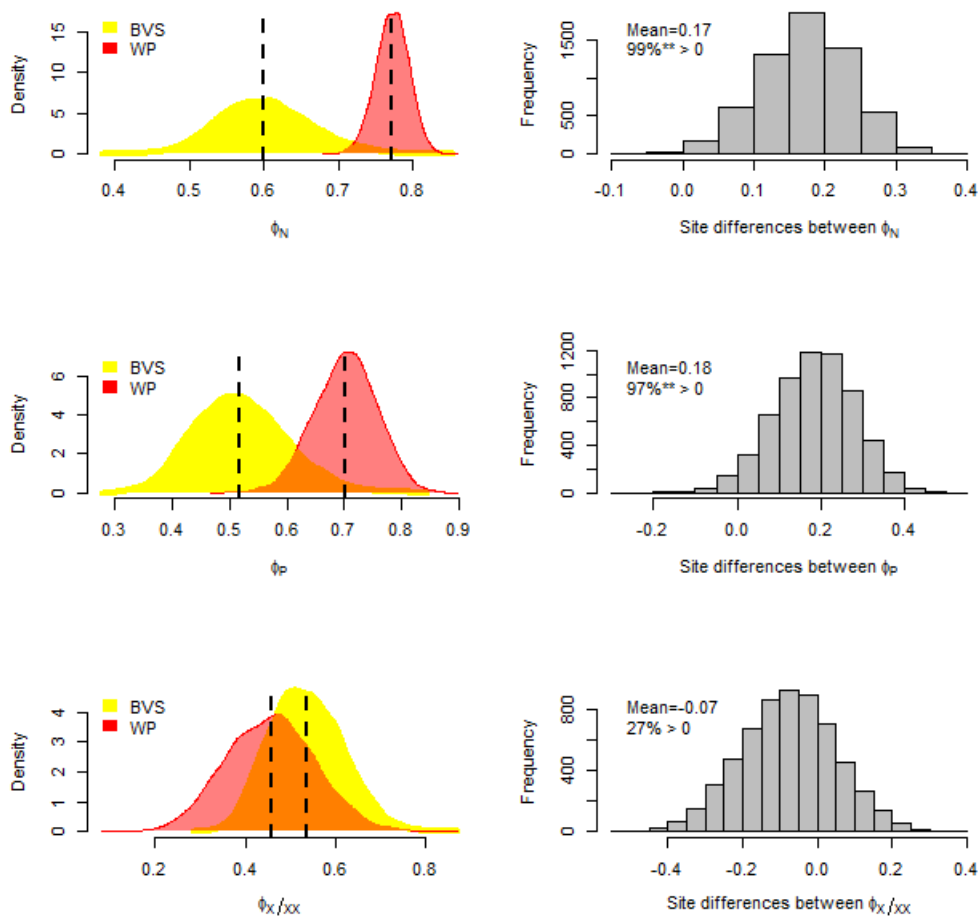 BVS
WP
Density
0 5 10 15
0.4 0.5 0.6 0.7 0.8
ϕN
Mean=0.17
99%** > 0
Frequency
0 500 1500
-0.1 0.0 0.1 0.2 0.3 0.4
Site differences between ϕN
BVS
WP
Density
0 2 4 6
0.3 0.4 0.5 0.6 0.7 0.8 0.9
ϕP
Mean=0.18
97%** > 0
Frequency
0 400 800 1200
-0.2 0.0 0.2 0.4
Site differences between ϕP
BVS
WP
Density
0 1 2 3 4
0.2 0.4 0.6 0.8
ϕX/XX
Mean=-0.07
27% > 0
Frequency
0 400 800
-0.4 -0.2 0.0 0.2 0.4
Site differences between ϕX/XX